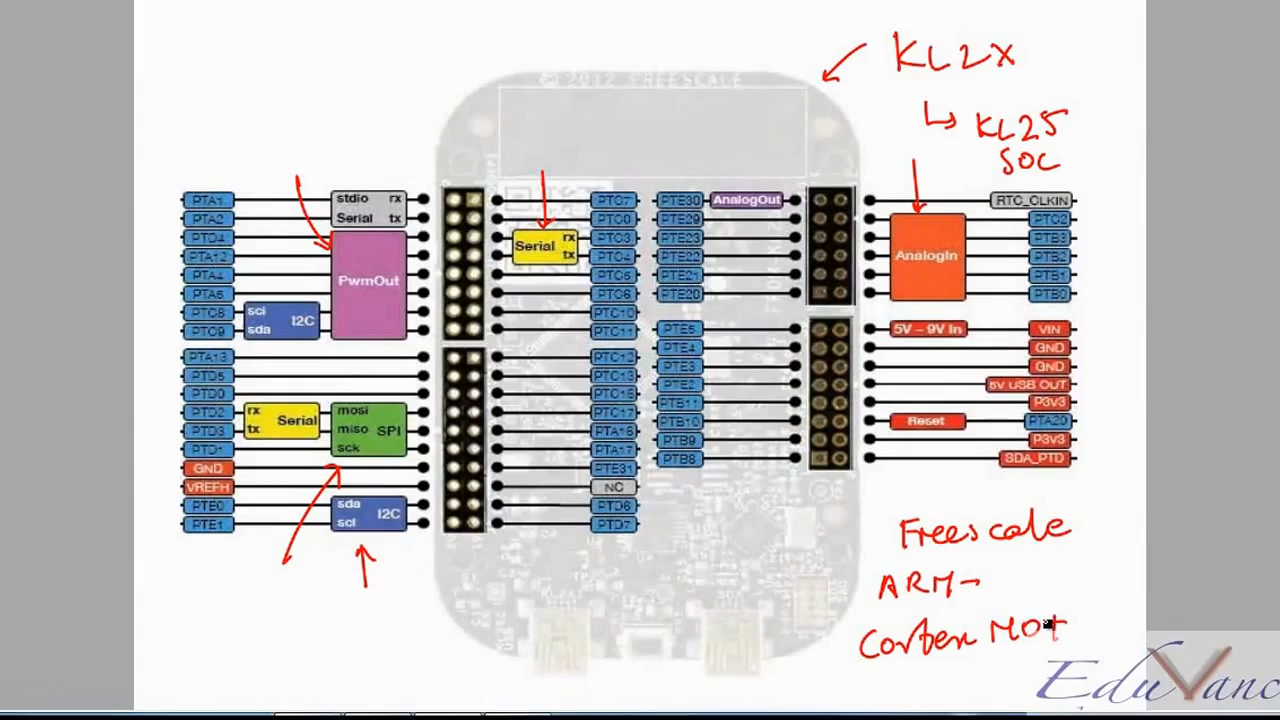 © 2012 FREESCALE
KL2X
↳ KL25
SOC
PTA1 stdio rx
PTA2 Serial tx
PTD4
PTA12
PTA4
PTA5
PwmOut
PTC8 scl
PTC9 sda
I2C
PTA13
PTD5
PTD0
PTD2 rx
PTD3 tx
Serial
PTD1
mosi
miso SPI
sck
GND
VREFH
PTE0 sda
PTE1 scl
I2C
PTC7
PTC0
Serial rx PTC3
tx PTC4
PTC5
PTC6
PTC10
PTC11
PTC12
PTC13
PTC16
PTC17
PTA16
PTA17
PTE31
NC
PTD6
PTD7
PTE30 AnalogOut
PTE29
PTE23
PTE22
PTE21
PTE20
PTE5
PTE4
PTE3
PTE2
PTB11
PTB10
PTB9
PTB8
RTC_CLKIN
AnalogIn
PTC2
PTB3
PTB2
PTB1
PTB0
5V – 9V In VIN
GND
GND
5V USB OUT
P3V3
Reset PTA20
P3V3
SDA_PTD
Freescale
ARM-
Cortex M0+
EduVanc